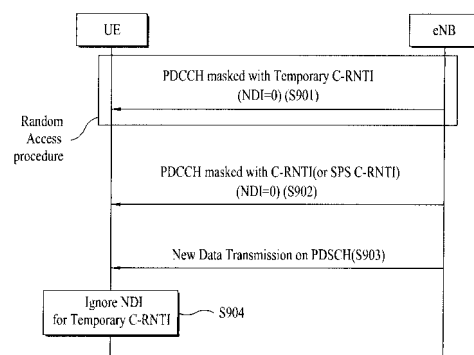 UE
eNB
PDCCH masked with Temporary C-RNTI
(NDI=0) (S901)
Random
Access
procedure
PDCCH masked with C-RNTI(or SPS C-RNTI)
(NDI=0) (S902)
New Data Transmission on PDSCH(S903)
Ignore NDI
for Temporary C-RNTI
S904